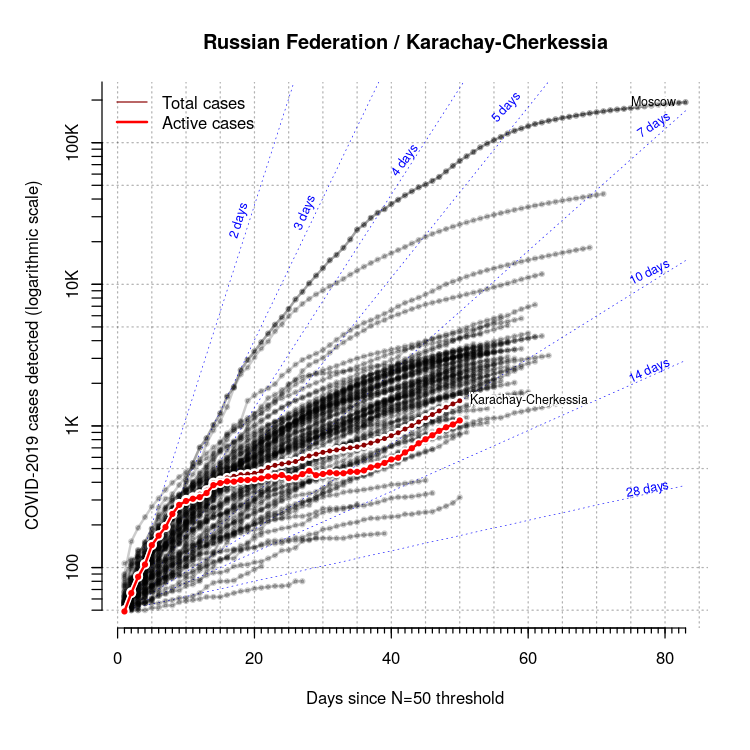 Russian Federation / Karachay-Cherkessia
Total cases
Active cases
Moscow
2 days
3 days
4 days
5 days
7 days
10 days
14 days
28 days
Karachay-Cherkessia
COVID-2019 cases detected (logarithmic scale)
100K
10K
1K
100
0 20 40 60 80
Days since N=50 threshold